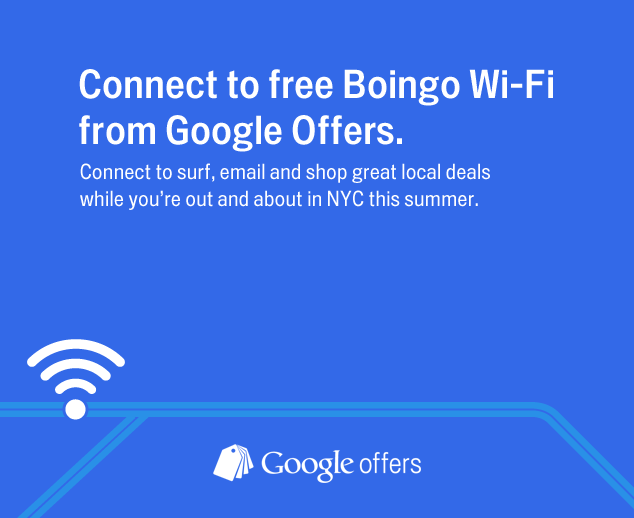 Connect to free Boingo Wi-Fi
from Google Offers.
Connect to surf, email and shop great local deals
while you’re out and about in NYC this summer.
Google offers